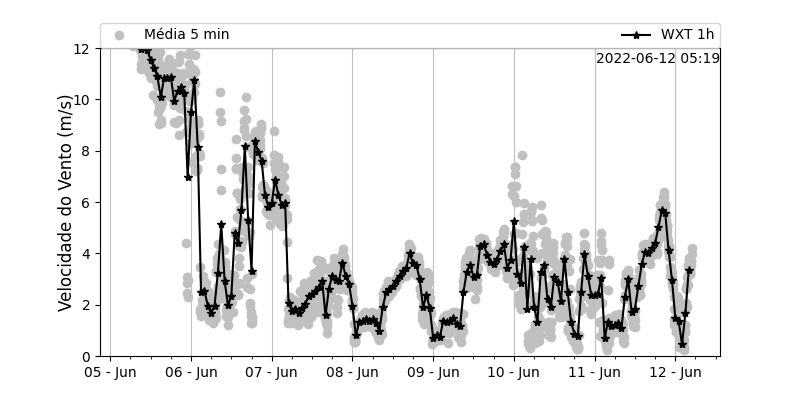 Média 5 min
WXT 1h
2022-06-12 05:19
Velocidade do Vento (m/s)
12
10
8
6
4
2
0
05 - Jun
06 - Jun
07 - Jun
08 - Jun
09 - Jun
10 - Jun
11 - Jun
12 - Jun